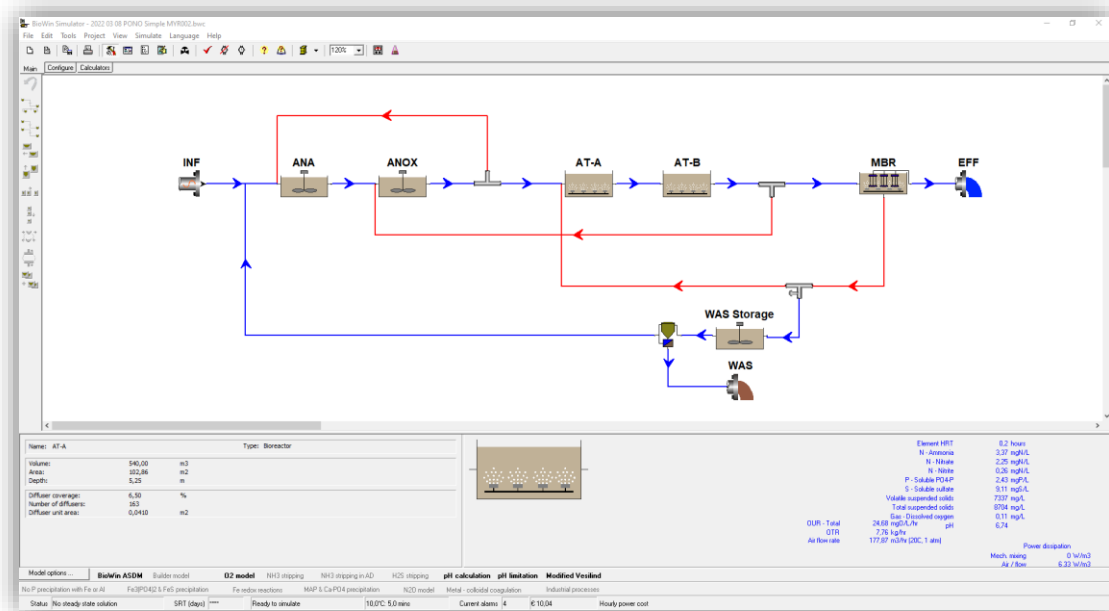 BioWin Simulator - 2022 03 08 PONO Simple MYR002.bwc
File Edit Tools Project View Simulate Language Help
120%
Main Configure Calculators
INF
ANA
ANOX
AT-A
AT-B
MBR
EFF
WAS Storage
WAS
Name: AT-A Type: Bioreactor
Volume: 540,00 m3
Area: 102,86 m2
Depth: 5,25 m
Diffuser coverage: 6,50 %
Number of diffusers: 163
Diffuser unit area: 0,0410 m2
Element HRT 0,2 hours
N - Ammonia 3,37 mgN/L
N - Nitrate 2,25 mgN/L
N - Nitrite 0,26 mgN/L
P - Soluble PO4-P 2,43 mgP/L
S - Soluble sulfate 9,11 mgS/L
Volatile suspended solids 7337 mg/L
Total suspended solids 8704 mg/L
Gas - Dissolved oxygen 0,11 mg/L
OUR - Total 24,68 mgO/L/hr pH 6,74
OTR 7,76 kg/hr
Air flow rate 177,07 m3/hr (20C, 1 atm)
Power dissipation
Mech. mixing 0 W/m3
Air / flow 6,33 W/m3
Model options ... BioWin ASDM Builder model O2 model NH3 stripping NH3 stripping in AD H2S stripping pH calculation pH limitation Modified Vesilind
No P precipitation with Fe or Al Fe3(PO4)2 & FeS precipitation Fe redox reactions MAP & Ca-PO4 precipitation N2O model Metal - colloidal coagulation Industrial processes
Status No steady state solution SRT (days) **** Ready to simulate 10,0°C: 5,0 mins Current alarms 4 € 10,04 Hourly power cost